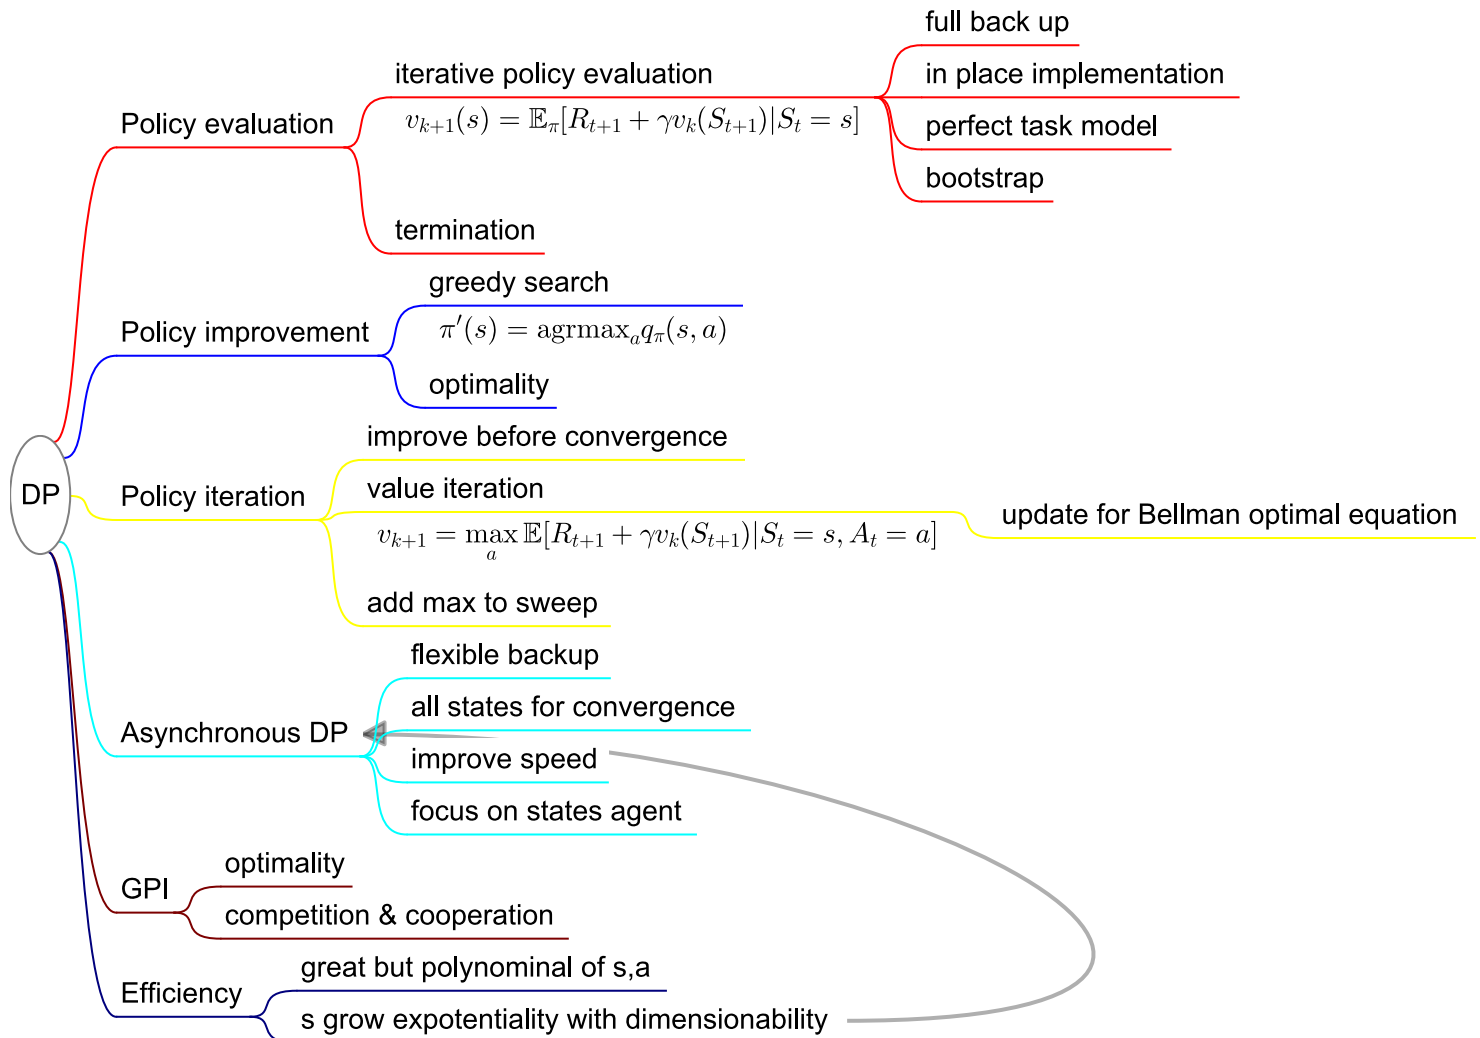 DP
Policy evaluation
iterative policy evaluation
v_{k+1}(s) = 𝔼_π[R_{t+1} + γv_k(S_{t+1})|S_t = s]
full back up
in place implementation
perfect task model
bootstrap
termination
Policy improvement
greedy search
π′(s) = agrmax_a q_π(s, a)
optimality
Policy iteration
improve before convergence
value iteration
v_{k+1} = max_a 𝔼[R_{t+1} + γv_k(S_{t+1})|S_t = s, A_t = a]
update for Bellman optimal equation
add max to sweep
Asynchronous DP
flexible backup
all states for convergence
improve speed
focus on states agent
GPI
optimality
competition & cooperation
Efficiency
great but polynominal of s,a
s grow expotentiality with dimensionability